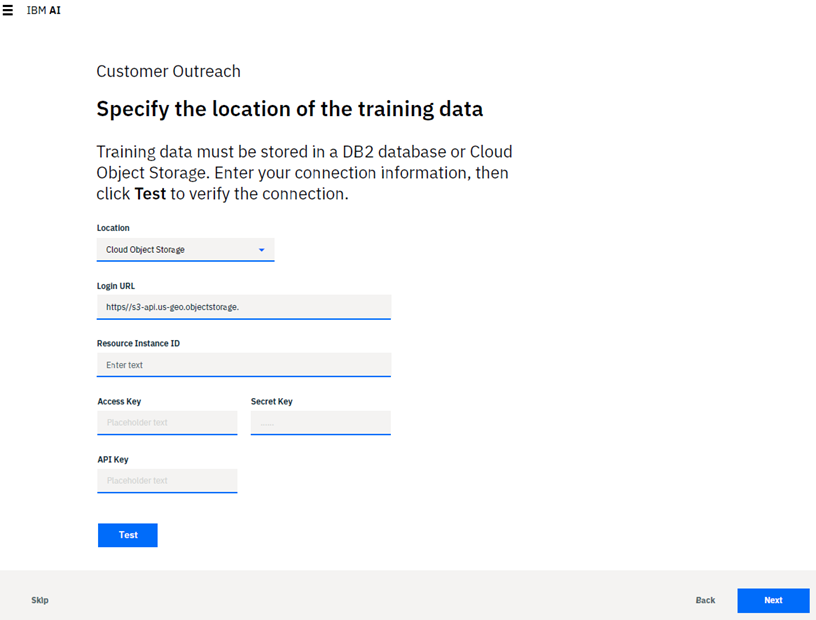 IBM AI
Customer Outreach
Specify the location of the training data
Training data must be stored in a DB2 database or Cloud
Object Storage. Enter your connection information, then
click Test to verify the connection.
Location
Cloud Object Storage
Login URL
https//s3-api.us-geo.objectstorage.
Resource Instance ID
Enter text
Access Key Secret Key
Placeholder text ......
API Key
Placeholder text
Test
Skip Back Next